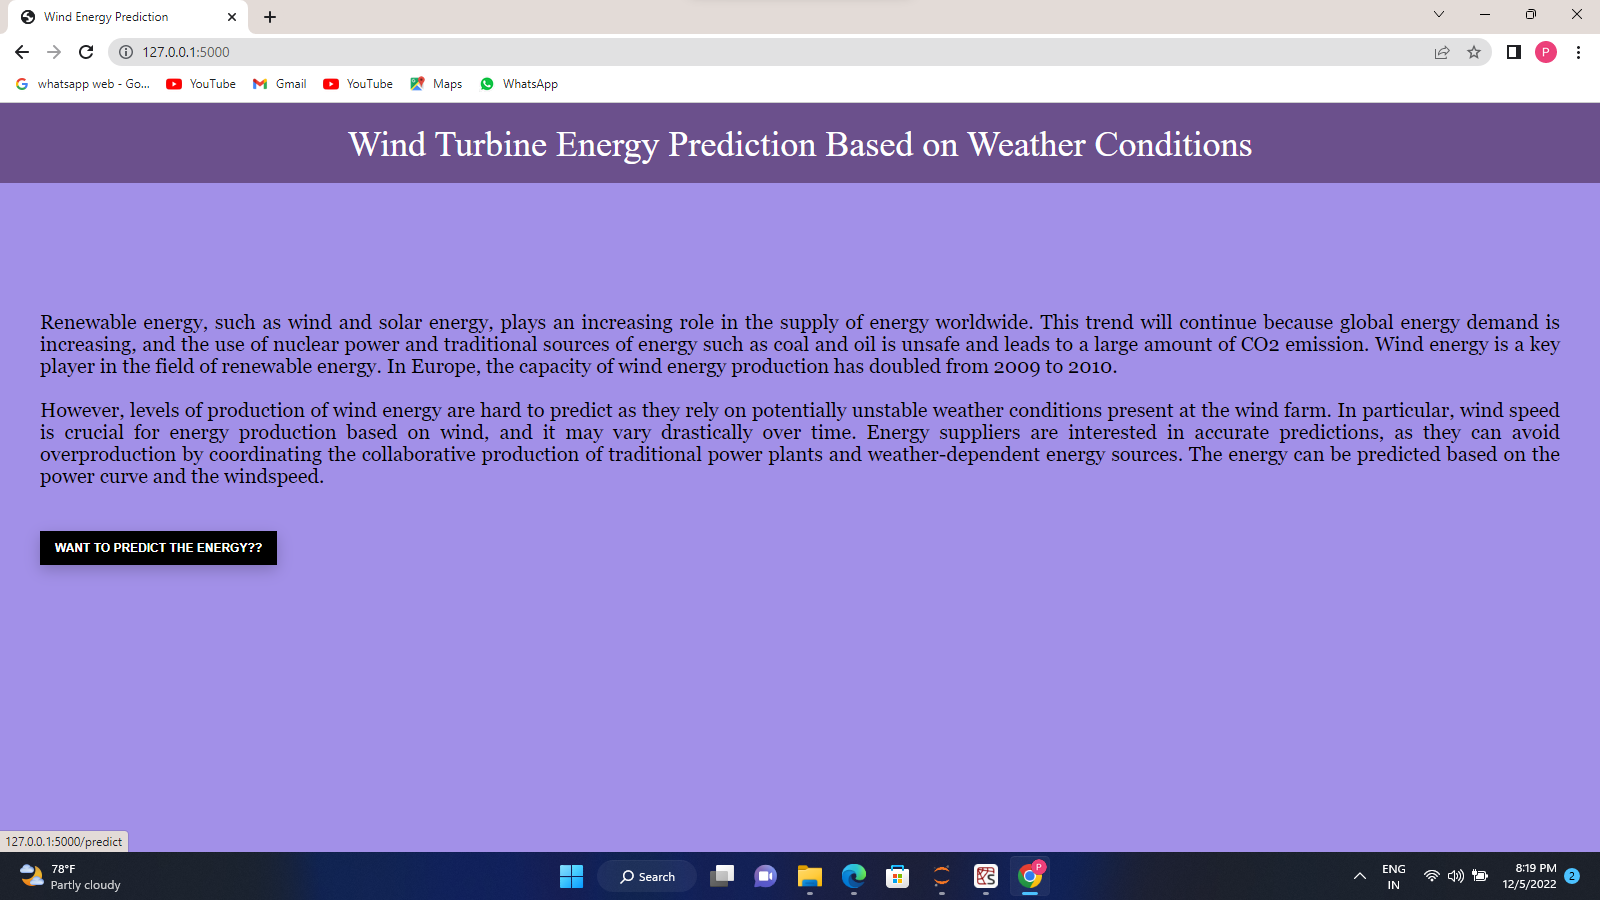 Wind Energy Prediction
127.0.0.1:5000
P
whatsapp web - Go...
YouTube
Gmail
YouTube
Maps
WhatsApp
Wind Turbine Energy Prediction Based on Weather Conditions
Renewable energy, such as wind and solar energy, plays an increasing role in the supply of energy worldwide. This trend will continue because global energy demand is
increasing, and the use of nuclear power and traditional sources of energy such as coal and oil is unsafe and leads to a large amount of CO2 emission. Wind energy is a key
player in the field of renewable energy. In Europe, the capacity of wind energy production has doubled from 2009 to 2010.
However, levels of production of wind energy are hard to predict as they rely on potentially unstable weather conditions present at the wind farm. In particular, wind speed
is crucial for energy production based on wind, and it may vary drastically over time. Energy suppliers are interested in accurate predictions, as they can avoid
overproduction by coordinating the collaborative production of traditional power plants and weather-dependent energy sources. The energy can be predicted based on the
power curve and the windspeed.
WANT TO PREDICT THE ENERGY??
127.0.0.1:5000/predict
78°F
Partly cloudy
Search
P
ENG
IN
8:19 PM
12/5/2022
2